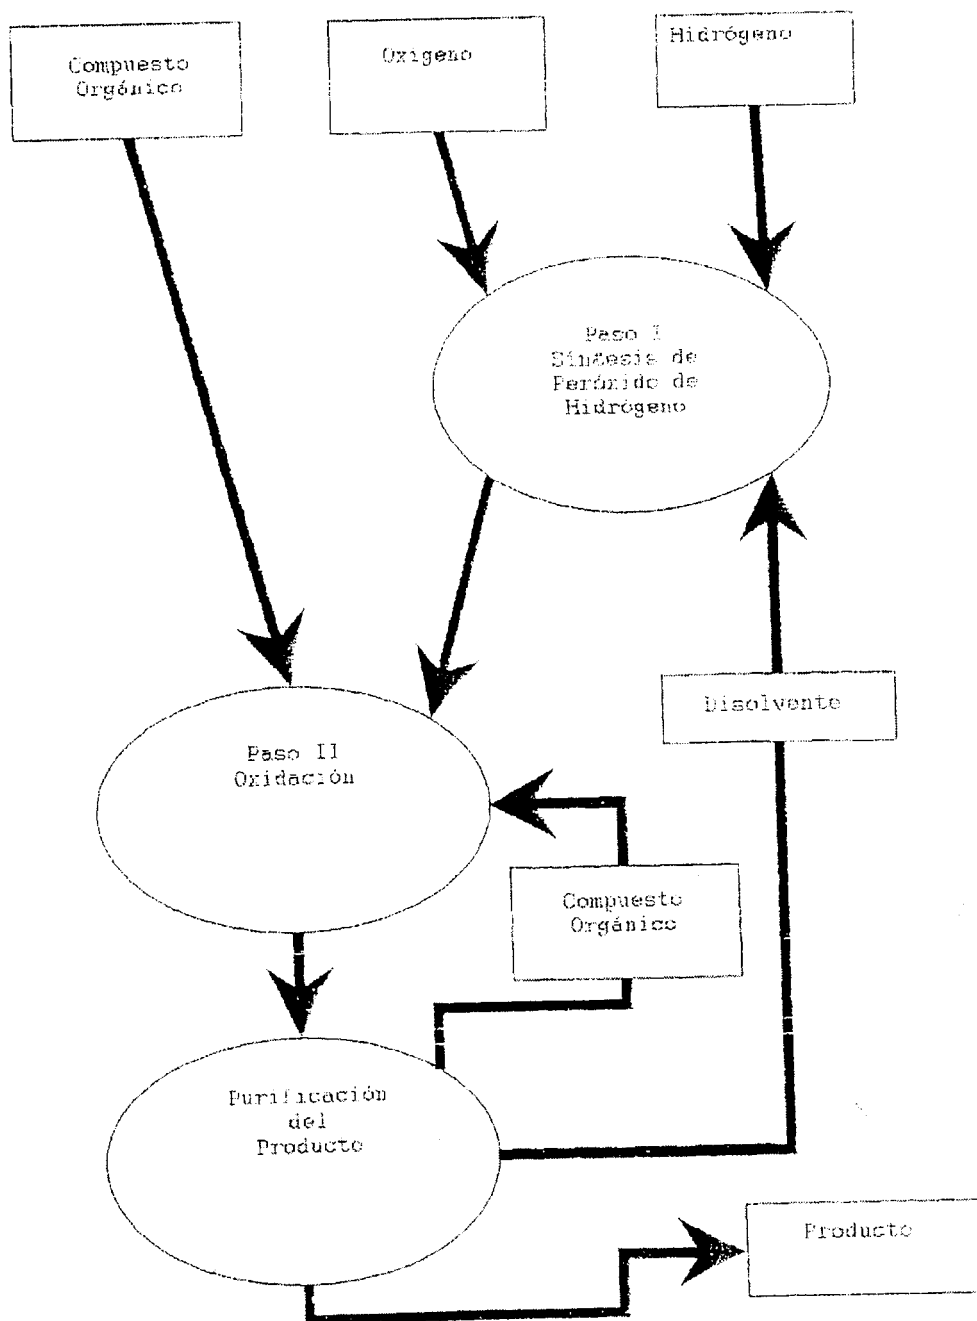 Compuesto
Orgánico
Oxígeno
Hidrógeno
Paso I
Síntesis de
Peróxido de
Hidrógeno
Disolvente
Paso II
Oxidación
Compuesto
Orgánico
Purificación
del
Producto
Producto